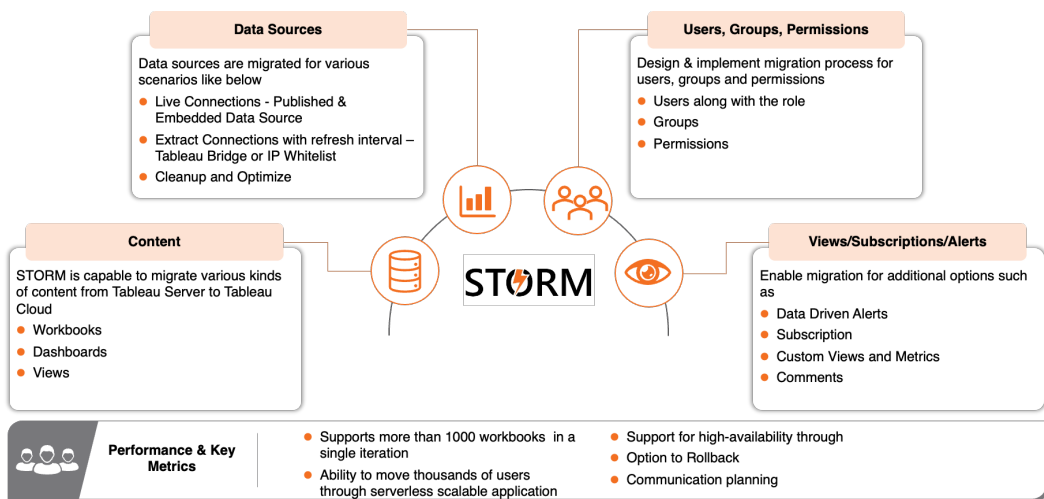 Data Sources
Data sources are migrated for various
scenarios like below
Live Connections - Published &
Embedded Data Source
Extract Connections with refresh interval –
Tableau Bridge or IP Whitelist
Cleanup and Optimize
Users, Groups, Permissions
Design & implement migration process for
users, groups and permissions
Users along with the role
Groups
Permissions
Content
STORM is capable to migrate various kinds
of content from Tableau Server to Tableau
Cloud
Workbooks
Dashboards
Views
STORM
Views/Subscriptions/Alerts
Enable migration for additional options such
as
Data Driven Alerts
Subscription
Custom Views and Metrics
Comments
Performance & Key
Metrics
Supports more than 1000 workbooks in a
single iteration
Ability to move thousands of users
through serverless scalable application
Support for high-availability through
Option to Rollback
Communication planning